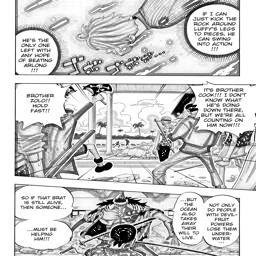 IF I CAN
JUST KICK THE
ROCK AROUND
LUFFY'S LEGS
TO PIECES, HE
CAN SWING
INTO ACTION
!!!
HE'S THE
ONLY ONE
LEFT WITH
ANY HOPE
OF BEATING
ARLONG
!!!
IT'S BROTHER
COOK!!! I DON'T
KNOW WHAT
HE'S DOING
DOWN THERE,
BUT WE'RE ALL
COUNTING ON
HIM NOW!!!
BROTHER
ZOLO!!
HOLD
FAST!!
NOT ONLY
DO PEOPLE
WITH DEVIL-
FRUIT
POWERS
LOSE THEM
UNDER-
WATER
...BUT
THE
OCEAN
ALSO
TAKES
AWAY THEIR
WILL TO
LIVE.
SO IF THAT BRAT
IS STILL ALIVE,
THEN SOMEONE...
...MUST BE
HELPING
HIM!!!